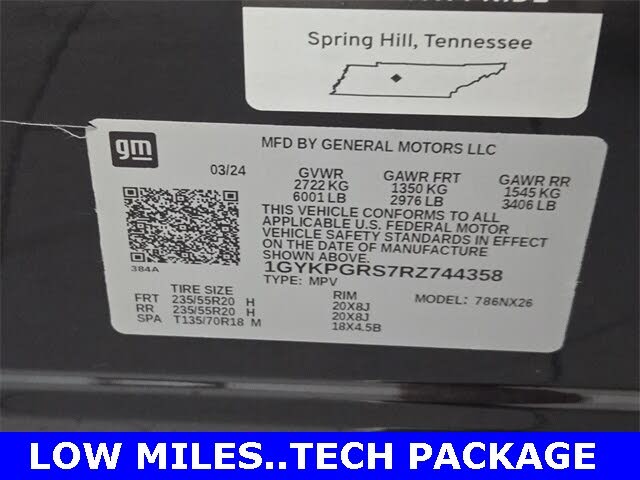 Spring Hill, Tennessee
gm
MFD BY GENERAL MOTORS LLC
03/24
GVWR GAWR FRT GAWR RR
2722 KG 1350 KG 1545 KG
6001 LB 2976 LB 3406 LB
THIS VEHICLE CONFORMS TO ALL
APPLICABLE U.S. FEDERAL MOTOR
VEHICLE SAFETY STANDARDS IN EFFECT
ON THE DATE OF MANUFACTURE
SHOWN ABOVE.
384A
1GYKPGRS7RZ744358
TYPE: MPV
MODEL: 786NX26
TIRE SIZE RIM
FRT 235/55R20 H 20X8J
RR 235/55R20 H 20X8J
SPA T135/70R18 M 18X4.5B
LOW MILES..TECH PACKAGE